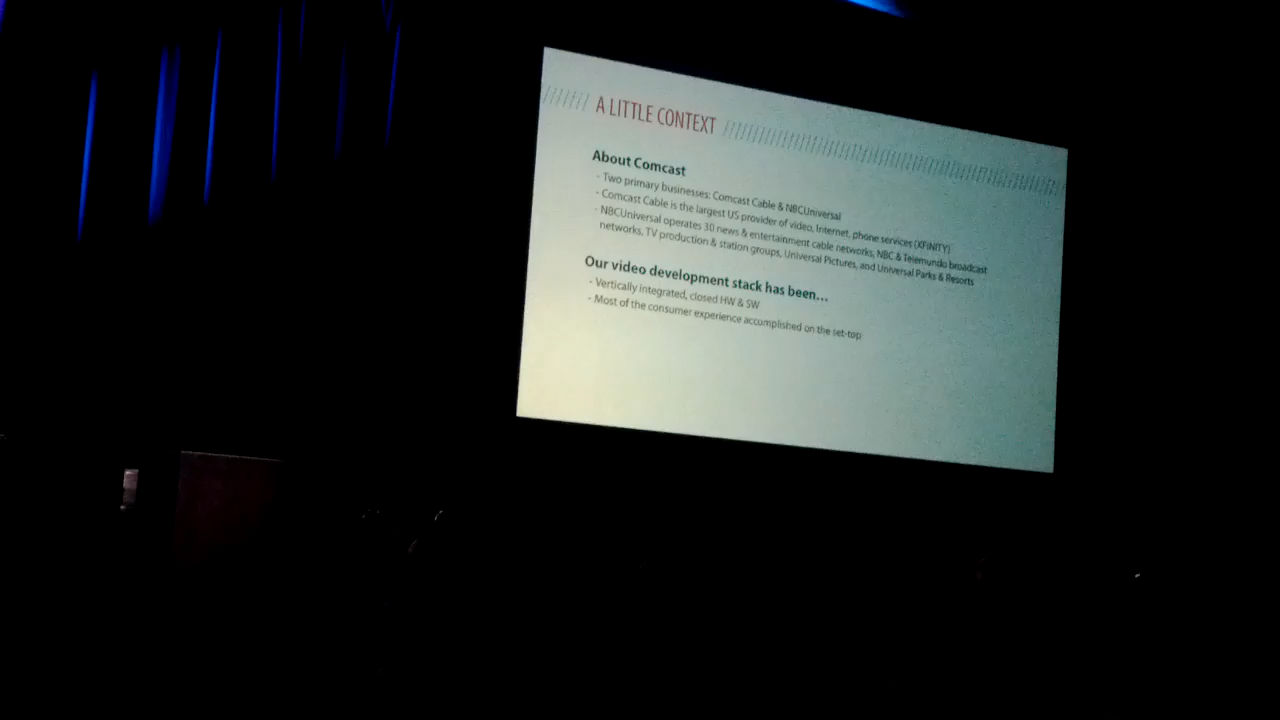 A LITTLE CONTEXT
About Comcast
- Two primary businesses: Comcast Cable & NBCUniversal
- Comcast Cable is the largest US provider of video, Internet, phone services (XFINITY)
- NBCUniversal operates 30 news & entertainment cable networks, NBC & Telemundo broadcast
networks, TV production & station groups, Universal Pictures, and Universal Parks & Resorts
Our video development stack has been...
- Vertically integrated, closed HW & SW
- Most of the consumer experience accomplished on the set-top